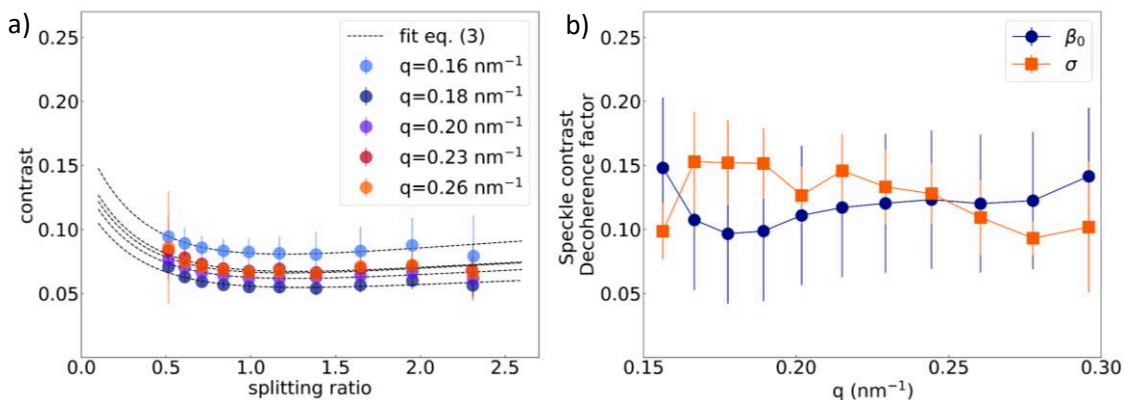 a)
0.25
0.20
0.15
0.10
0.05
contrast
0.0
0.5
1.0
1.5
2.0
2.5
splitting ratio
fit eq. (3)
q=0.16 nm⁻¹
q=0.18 nm⁻¹
q=0.20 nm⁻¹
q=0.23 nm⁻¹
q=0.26 nm⁻¹
b)
0.25
0.20
0.15
0.10
0.05
Speckle contrast
Decoherence factor
0.15
0.20
0.25
0.30
q (nm⁻¹)
β₀
σ